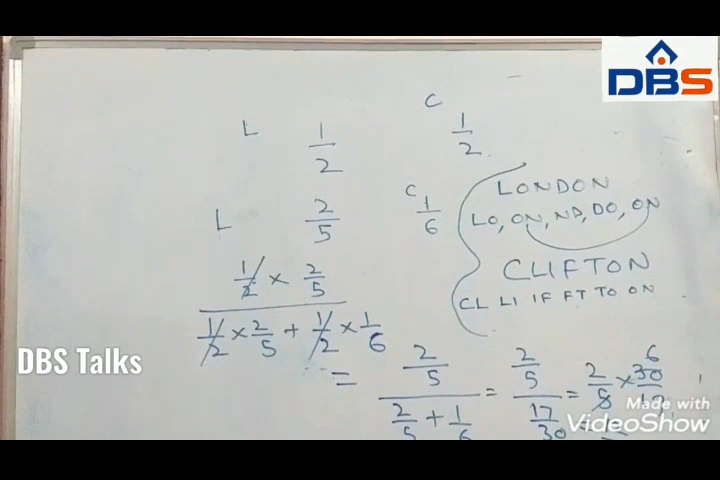 DBS
C
L 1/2 1/2
C
L 2/5 1/6
LONDON
LO, ON, ND, DO, ON
CLIFTON
CL LI IF FT TO ON
1/2 × 2/5
1/2 × 2/5 + 1/2 × 1/6
= 2/5 = 2/5 = 2/5 × 30/17
6
2/5 + 1/6 17/30
DBS Talks
Made with
VideoShow